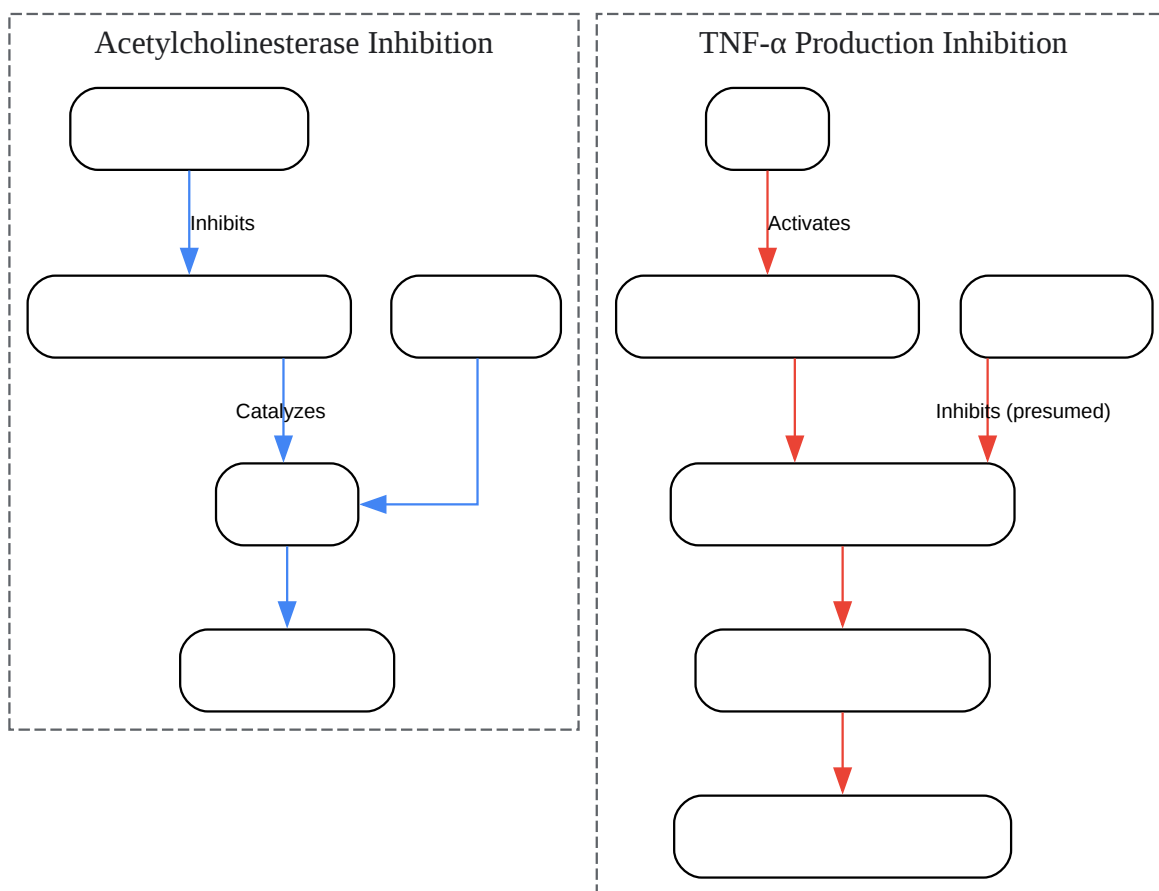 Acetylcholinesterase Inhibition
Inhibits
Catalyzes
TNF-α Production Inhibition
Activates
Inhibits (presumed)